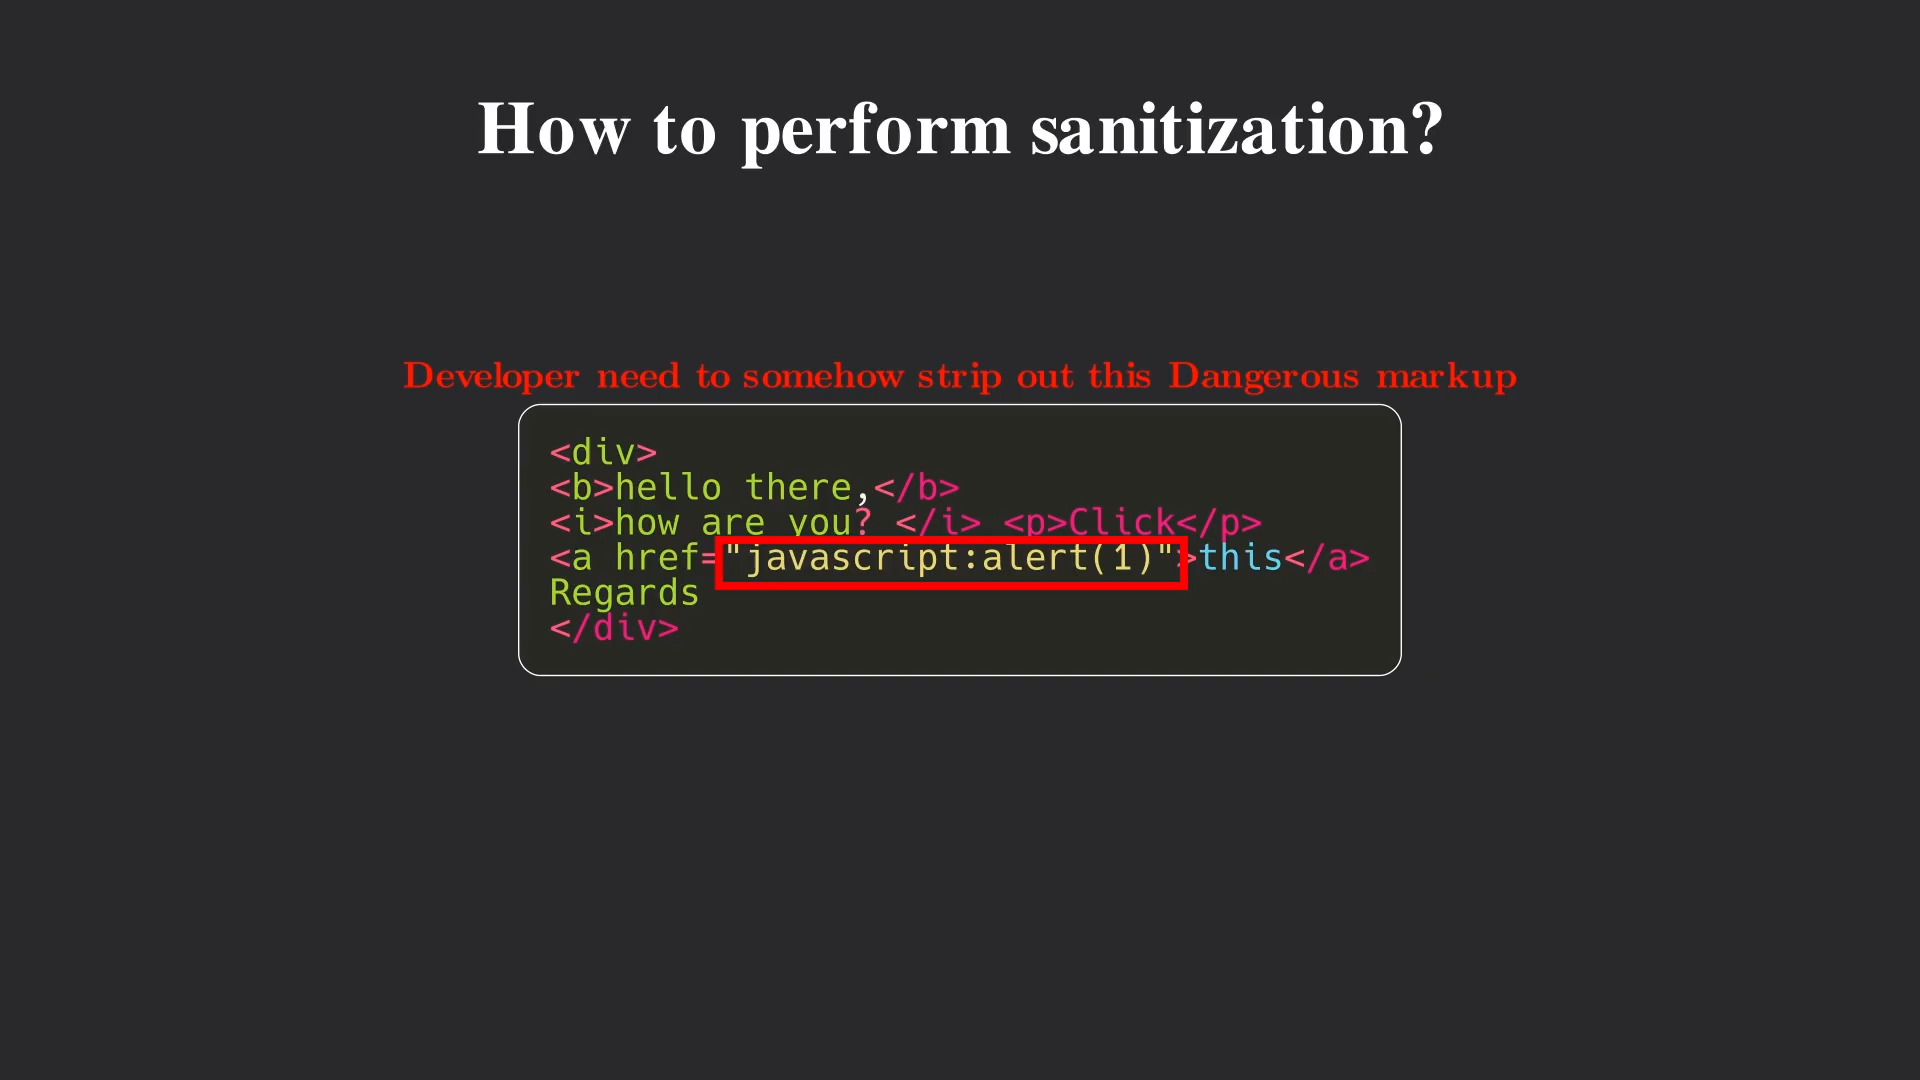 How to perform sanitization?
Developer need to somehow strip out this Dangerous markup
<div>
<b>hello there,</b>
<i>how are you? </i> <p>Click</p>
<a href="javascript:alert(1)">this</a>
Regards
</div>